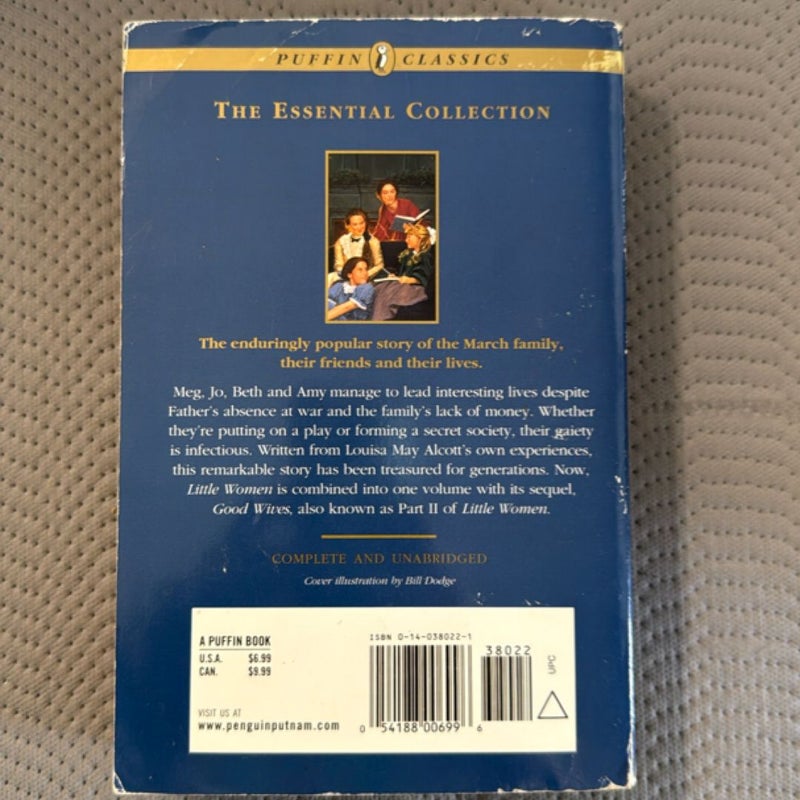 PUFFIN CLASSICS
THE ESSENTIAL COLLECTION
The enduringly popular story of the March family,
their friends and their lives.
Meg, Jo, Beth and Amy manage to lead interesting lives despite
Father's absence at war and the family's lack of money. Whether
they're putting on a play or forming a secret society, their gaiety
is infectious. Written from Louisa May Alcott's own experiences,
this remarkable story has been treasured for generations. Now,
Little Women is combined into one volume with its sequel,
Good Wives, also known as Part II of Little Women.
COMPLETE AND UNABRIDGED
Cover illustration by Bill Dodge
A PUFFIN BOOK
U.S.A. $6.99
CAN. $9.99
VISIT US AT
www.penguinputnam.com
ISBN 0-14-038022-1
38022
UPC
0 54188 00699 6